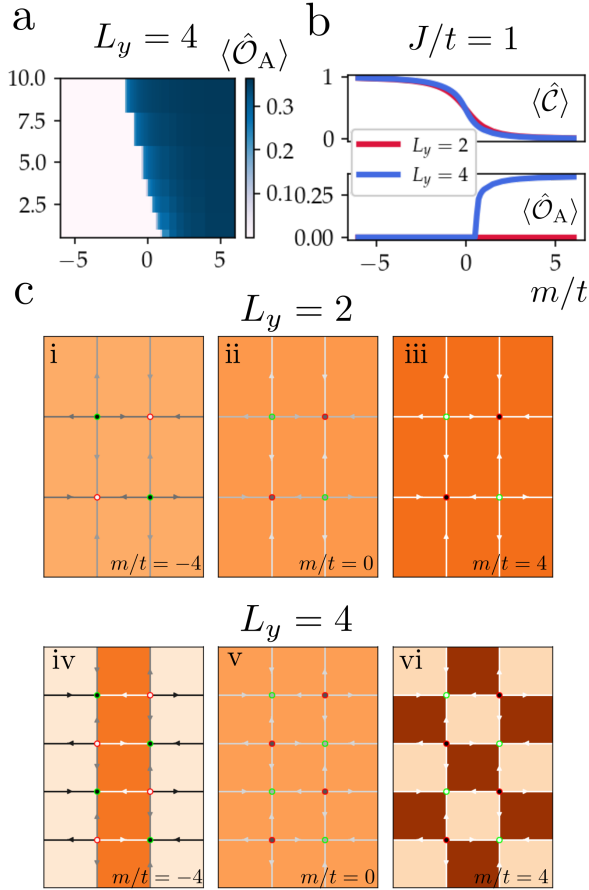 a
L_y = 4
⟨Ô_A⟩
10.0
7.5
5.0
2.5
−5
0
5
0.3
0.2
0.1
b
J/t = 1
1
0
⟨Ĉ⟩
L_y = 2
L_y = 4
0.25
0.00
⟨Ô_A⟩
−5
0
5
m/t
c
L_y = 2
i
m/t = −4
ii
m/t = 0
iii
m/t = 4
L_y = 4
iv
m/t = −4
v
m/t = 0
vi
m/t = 4